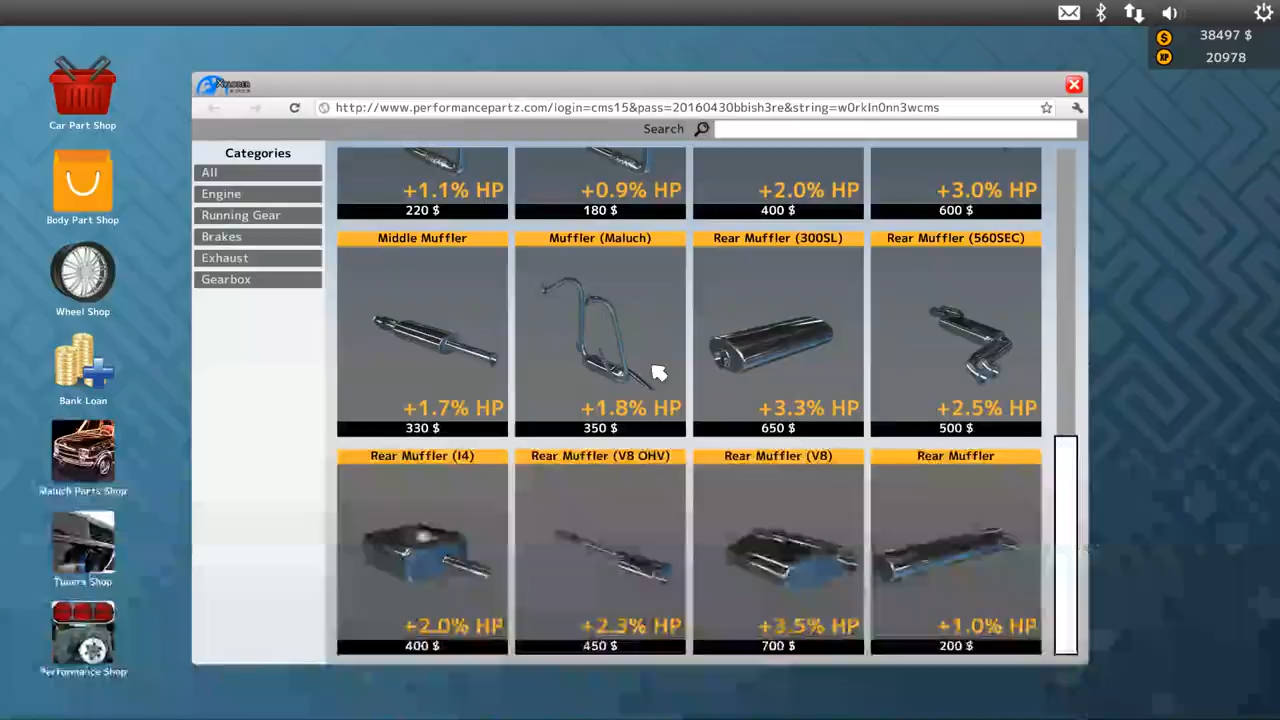 38497 $
20978
Car Part Shop
Body Part Shop
Wheel Shop
Bank Loan
Maluch Parts Shop
Tuners Shop
Performance Shop
http://www.performancepartz.com/login=cms15&pass=20160430bbish3re&string=w0rkIn0nn3wcms
Search
Categories
All
Engine
Running Gear
Brakes
Exhaust
Gearbox
+1.1% HP +0.9% HP +2.0% HP +3.0% HP
220 $ 180 $ 400 $ 600 $
Middle Muffler Muffler (Maluch) Rear Muffler (300SL) Rear Muffler (560SEC)
+1.7% HP +1.8% HP +3.3% HP +2.5% HP
330 $ 350 $ 650 $ 500 $
Rear Muffler (I4) Rear Muffler (V8 OHV) Rear Muffler (V8) Rear Muffler
+2.0% HP +2.3% HP +3.5% HP +1.0% HP
400 $ 450 $ 700 $ 200 $